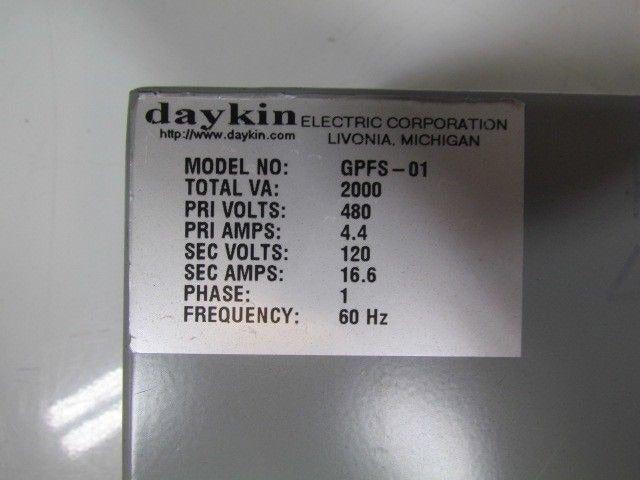 daykin ELECTRIC CORPORATION
http://www.daykin.com LIVONIA, MICHIGAN
MODEL NO: GPFS-01
TOTAL VA: 2000
PRI VOLTS: 480
PRI AMPS: 4.4
SEC VOLTS: 120
SEC AMPS: 16.6
PHASE: 1
FREQUENCY: 60 Hz